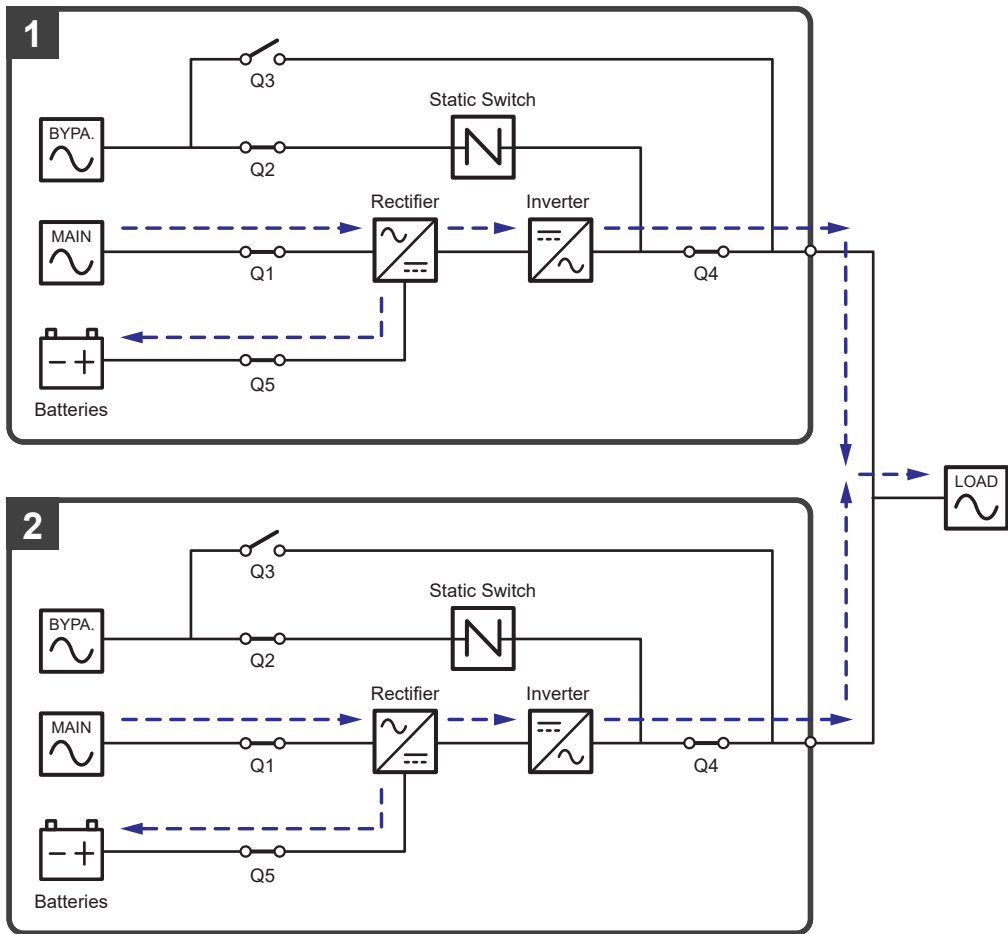 1
Q3
Static Switch
BYPA.
Q2
Rectifier
Inverter
MAIN
Q1
Q4
Q5
Batteries
LOAD
2
Q3
Static Switch
BYPA.
Q2
Rectifier
Inverter
MAIN
Q1
Q4
Q5
Batteries